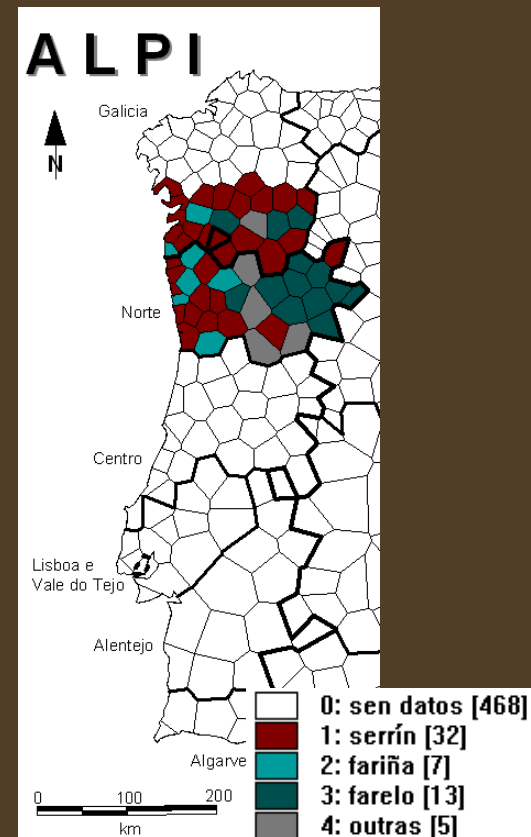 ALPI
Galicia
N
Norte
Centro
Lisboa e
Vale do Tejo
Alentejo
Algarve
0 100 200
km
0: sen datos [468]
1: serrín [32]
2: fariña [7]
3: farelo [13]
4: outras [5]